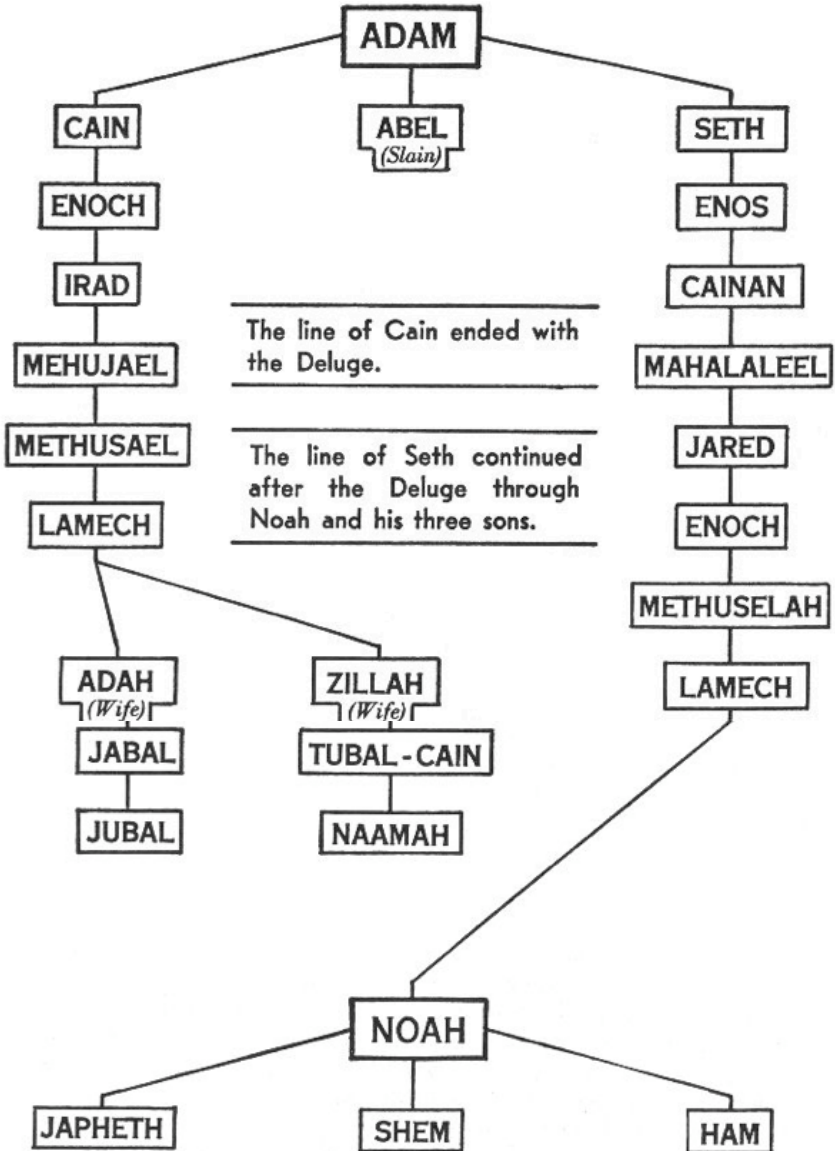 ADAM
CAIN
ABEL
(Slain)
SETH
ENOCH
ENOS
IRAD
CAINAN
The line of Cain ended with
the Deluge.
MEHUJAEL
MAHALALEEL
METHUSAEL
JARED
The line of Seth continued
after the Deluge through
Noah and his three sons.
LAMECH
ENOCH
METHUSELAH
ADAH
(Wife)
ZILLAH
(Wife)
LAMECH
JABAL
TUBAL-CAIN
JUBAL
NAAMAH
NOAH
JAPHETH
SHEM
HAM